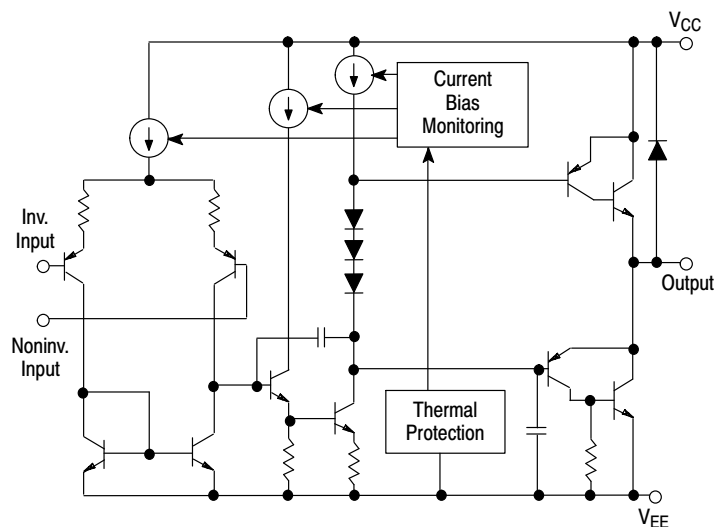 VCC
Current
Bias
Monitoring
Inv.
Input
Output
Noninv.
Input
Thermal
Protection
VEE